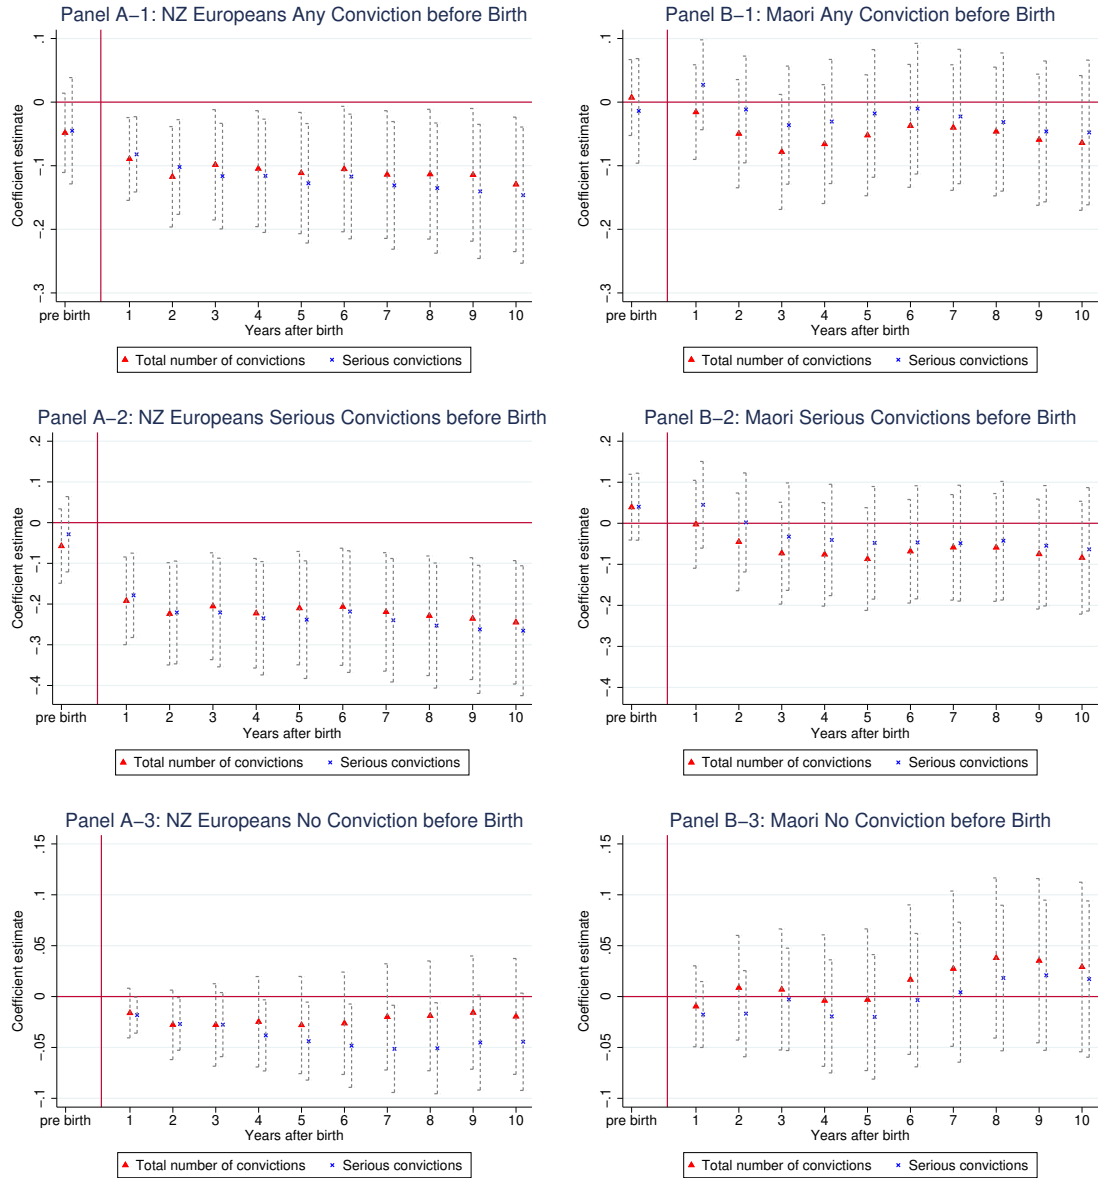 Panel A−1: NZ Europeans Any Conviction before Birth
Coefficient estimate
.1
0
−.1
−.2
−.3
pre birth 1 2 3 4 5 6 7 8 9 10
Years after birth
Total number of convictions Serious convictions
Panel B−1: Maori Any Conviction before Birth
Coefficient estimate
.1
0
−.1
−.2
−.3
pre birth 1 2 3 4 5 6 7 8 9 10
Years after birth
Total number of convictions Serious convictions
Panel A−2: NZ Europeans Serious Convictions before Birth
Coefficient estimate
.2
.1
0
−.1
−.2
−.3
−.4
pre birth 1 2 3 4 5 6 7 8 9 10
Years after birth
Total number of convictions Serious convictions
Panel B−2: Maori Serious Convictions before Birth
Coefficient estimate
.2
.1
0
−.1
−.2
−.3
−.4
pre birth 1 2 3 4 5 6 7 8 9 10
Years after birth
Total number of convictions Serious convictions
Panel A−3: NZ Europeans No Conviction before Birth
Coefficient estimate
.15
.1
.05
0
−.05
−.1
pre birth 1 2 3 4 5 6 7 8 9 10
Years after birth
Total number of convictions Serious convictions
Panel B−3: Maori No Conviction before Birth
Coefficient estimate
.15
.1
.05
0
−.05
−.1
pre birth 1 2 3 4 5 6 7 8 9 10
Years after birth
Total number of convictions Serious convictions